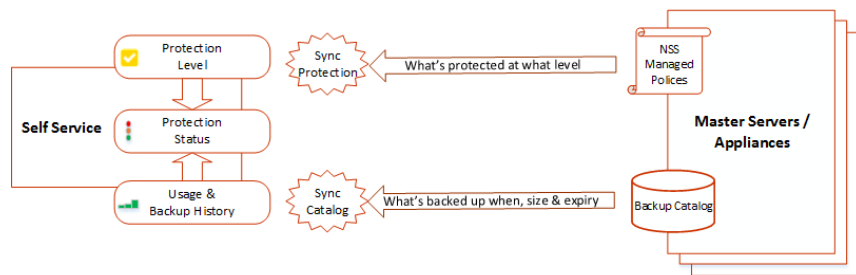 Protection
Level
Sync
Protection
What's protected at what level
NSS
Managed
Polices
Self Service
Protection
Status
Master Servers /
Appliances
Usage &
Backup History
Sync
Catalog
What's backed up when, size & expiry
Backup Catalog